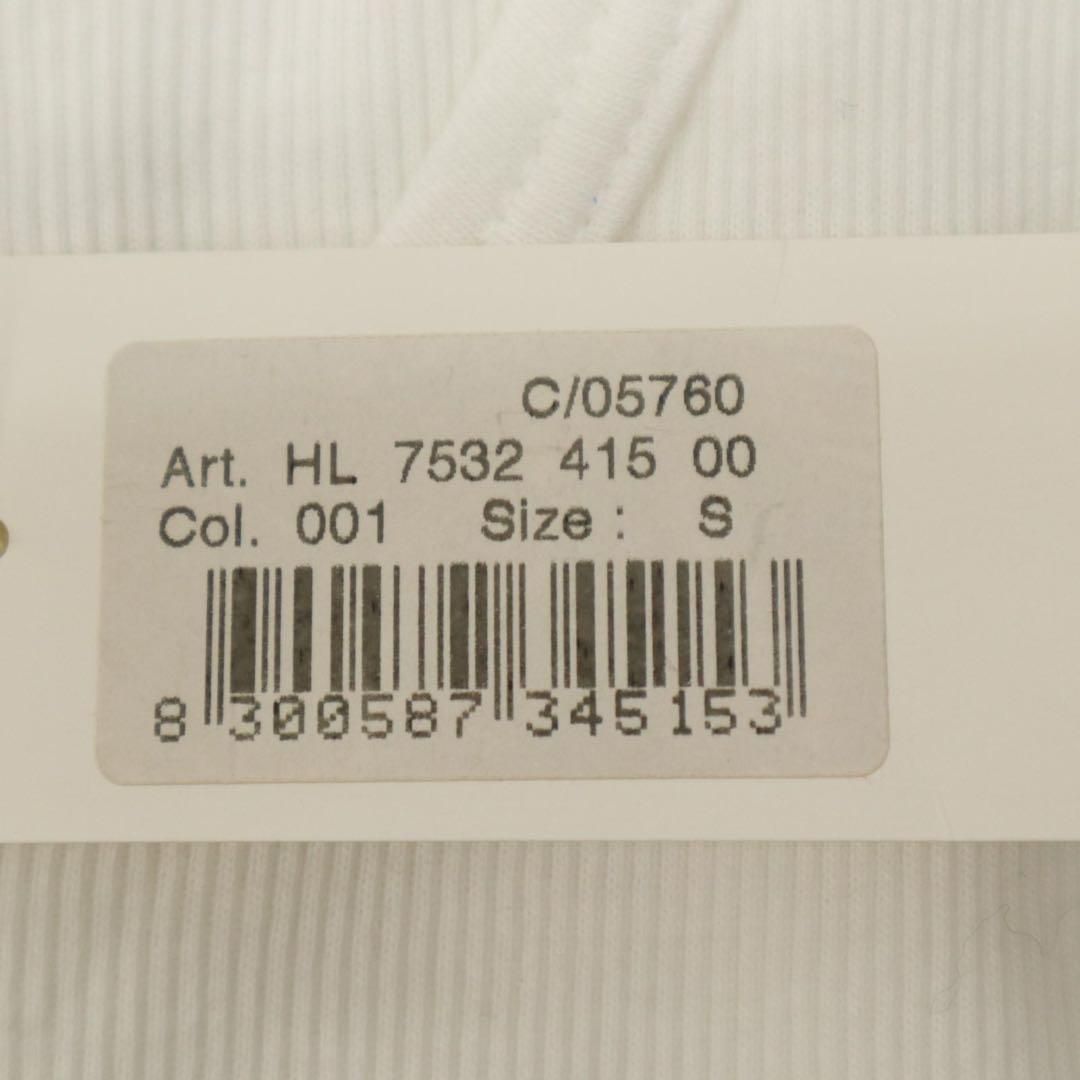 C/05760
Art. HL 7532 415 00
Col. 001 Size : S
8 300587 345153